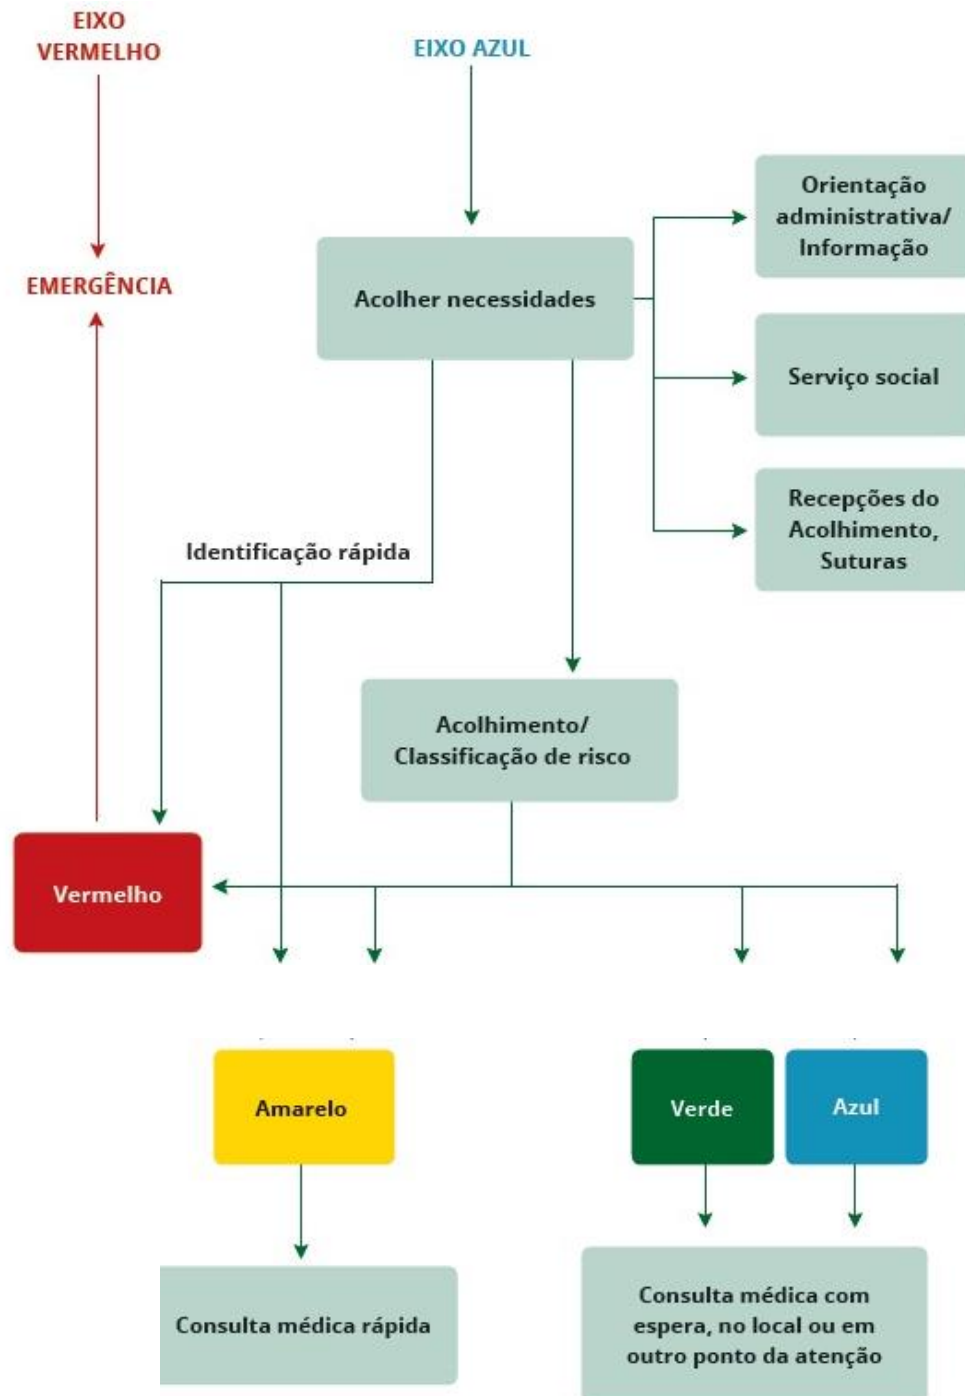 EIXO
VERMELHO
EIXO AZUL
EMERGÊNCIA
Acolher necessidades
Orientação
administrativa/
Informação
Serviço social
Recepções do
Acolhimento,
Suturas
Identificação rápida
Acolhimento/
Classificação de risco
Vermelho
Amarelo
Verde
Azul
Consulta médica rápida
Consulta médica com
espera, no local ou em
outro ponto da atenção